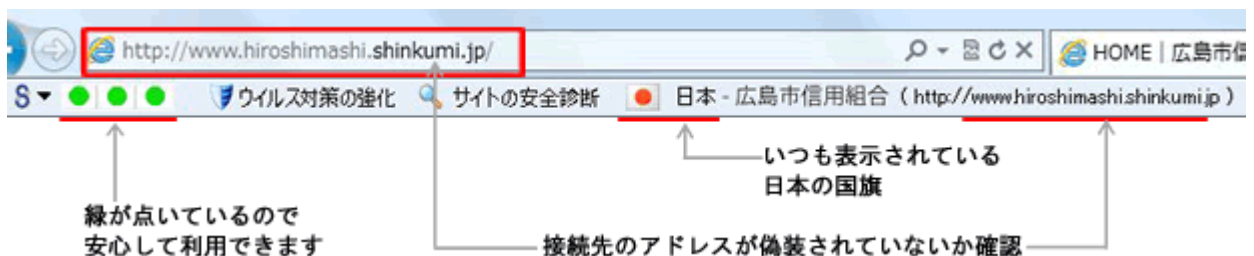 http://www.hiroshimashi.shinkumi.jp/
HOME | 広島市信
S ウイルス対策の強化 サイトの安全診断 日本 - 広島市信用組合 ( http://www.hiroshimashi.shinkumi.jp )
いつも表示されている
日本の国旗
緑が点いているので
安心して利用できます
接続先のアドレスが偽装されていないか確認